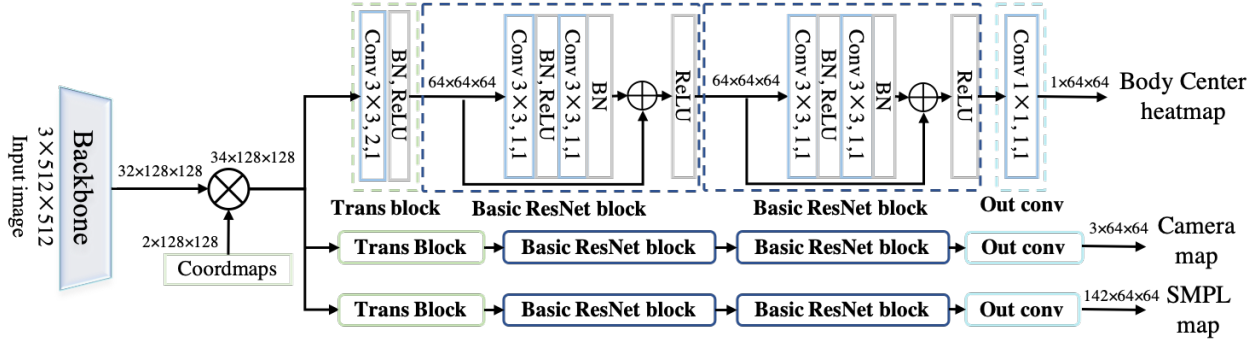 3×512×512
Input image
Backbone
32×128×128
34×128×128
2×128×128
Coordmaps
Conv 3×3, 2,1
BN, ReLU
64×64×64
Conv 3×3, 1,1
BN, ReLU
Conv 3×3, 1,1
BN
ReLU
64×64×64
Conv 3×3, 1,1
BN, ReLU
Conv 3×3, 1,1
BN
ReLU
Conv 1×1, 1,1
1×64×64
Body Center
heatmap
Trans block
Basic ResNet block
Basic ResNet block
Out conv
Trans Block
Basic ResNet block
Basic ResNet block
Out conv
3×64×64
Camera
map
Trans Block
Basic ResNet block
Basic ResNet block
Out conv
142×64×64
SMPL
map